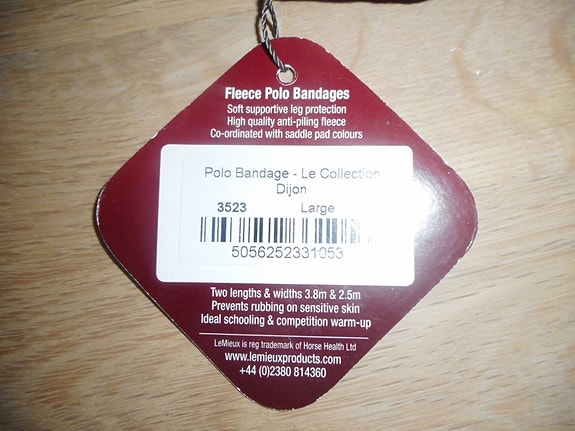 Fleece Polo Bandages
Soft supportive leg protection
High quality anti-piling fleece
Co-ordinated with saddle pad colours
Polo Bandage - Le Collection
Dijon
3523 Large
5056252331053
Two lengths & widths 3.8m & 2.5m
Prevents rubbing on sensitive skin
Ideal schooling & competition warm-up
LeMieux is reg trademark of Horse Health Ltd
www.lemieuxproducts.com
+44 (0)2380 814360